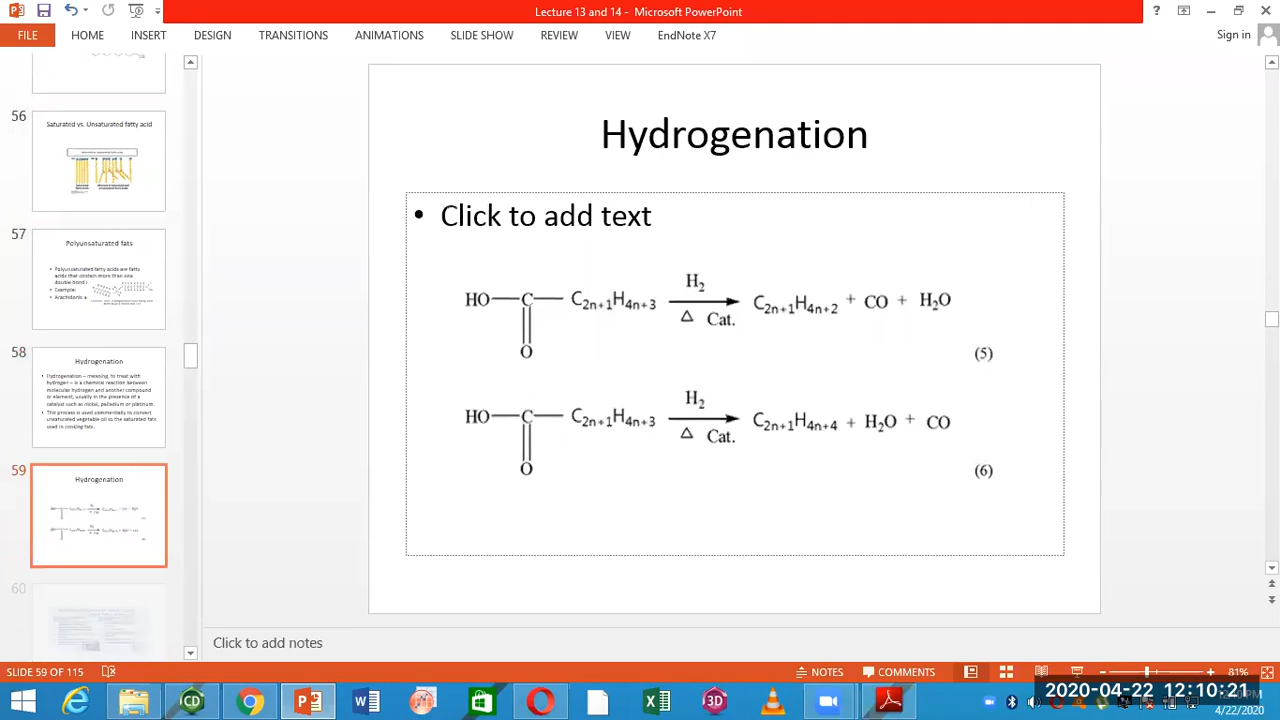 Lecture 13 and 14 - Microsoft PowerPoint
?
FILE HOME INSERT DESIGN TRANSITIONS ANIMATIONS SLIDE SHOW REVIEW VIEW EndNote X7
Sign in
56
Saturated vs. Unsaturated fatty acid
57
Polyunsaturated fats
• Polyunsaturated fatty acids are fatty
acids that contain more than one
double bond
• Example:
Arachidonic a
58
Hydrogenation
• Hydrogenation – meaning, to treat with
hydrogen – is a chemical reaction between
molecular hydrogen and another compound
or element, usually in the presence of a
catalyst such as nickel, palladium or platinum.
• This process is used commercially to convert
unsaturated vegetable oil so the saturated fats
used in cooking fats.
59
Hydrogenation
60
Hydrogenation
• Click to add text
H₂
HO—C—C₂ₙ₊₁H₄ₙ₊₃ → C₂ₙ₊₁H₄ₙ₊₂ + CO + H₂O
△ Cat.
O
(5)
H₂
HO—C—C₂ₙ₊₁H₄ₙ₊₃ → C₂ₙ₊₁H₄ₙ₊₄ + H₂O + CO
△ Cat.
O
(6)
Click to add notes
SLIDE 59 OF 115
NOTES COMMENTS 81%
2020-04-22 12:10:21
4/22/2020